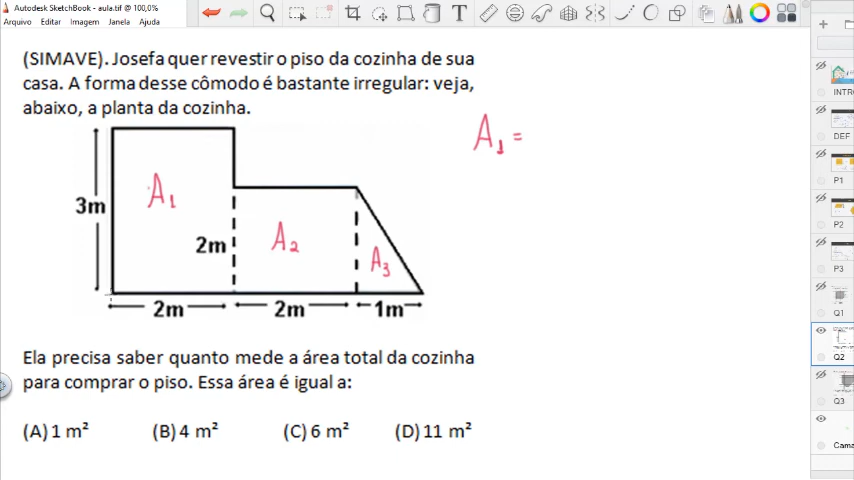 Autodesk SketchBook - aula.tif @ 100,0%
Arquivo Editar Imagem Janela Ajuda
(SIMAVE). Josefa quer revestir o piso da cozinha de sua
casa. A forma desse cômodo é bastante irregular: veja,
abaixo, a planta da cozinha.
A₁ =
3m
A₁
2m
A₂
A₃
2m
2m
1m
Ela precisa saber quanto mede a área total da cozinha
para comprar o piso. Essa área é igual a:
(A) 1 m² (B) 4 m² (C) 6 m² (D) 11 m²
INTR
DEF
P1
P2
P3
Q1
Q2
Q3
Cama